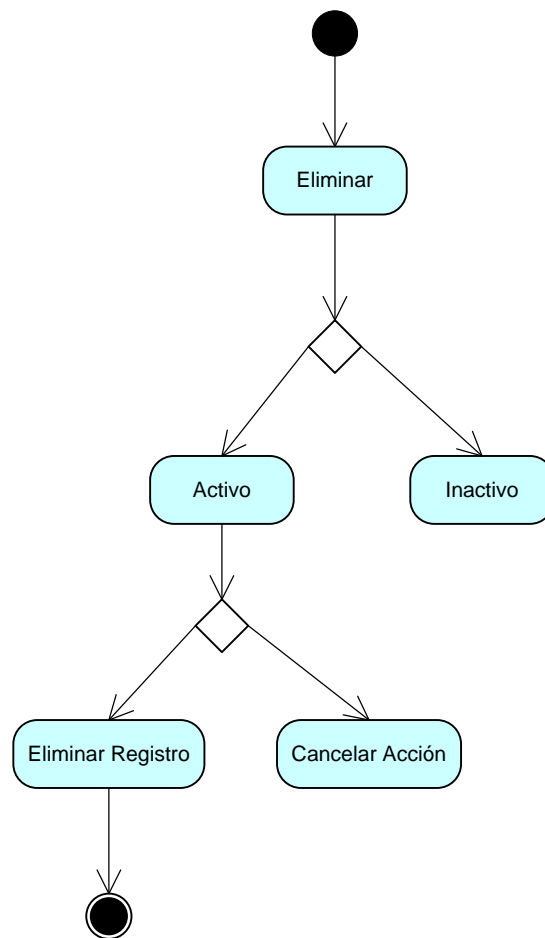 Eliminar
Activo
Inactivo
Eliminar Registro
Cancelar Acción